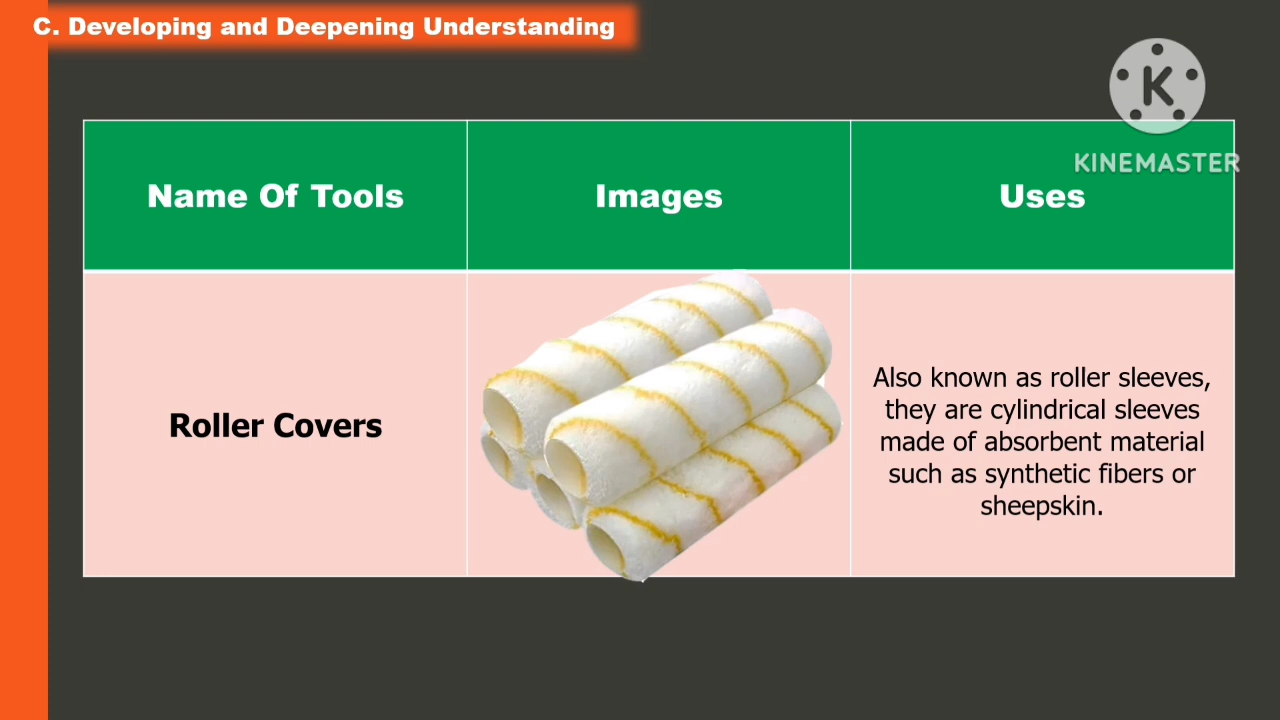 C. Developing and Deepening Understanding
K
KINEMASTER
Name Of Tools
Images
Uses
Roller Covers
Also known as roller sleeves,
they are cylindrical sleeves
made of absorbent material
such as synthetic fibers or
sheepskin.